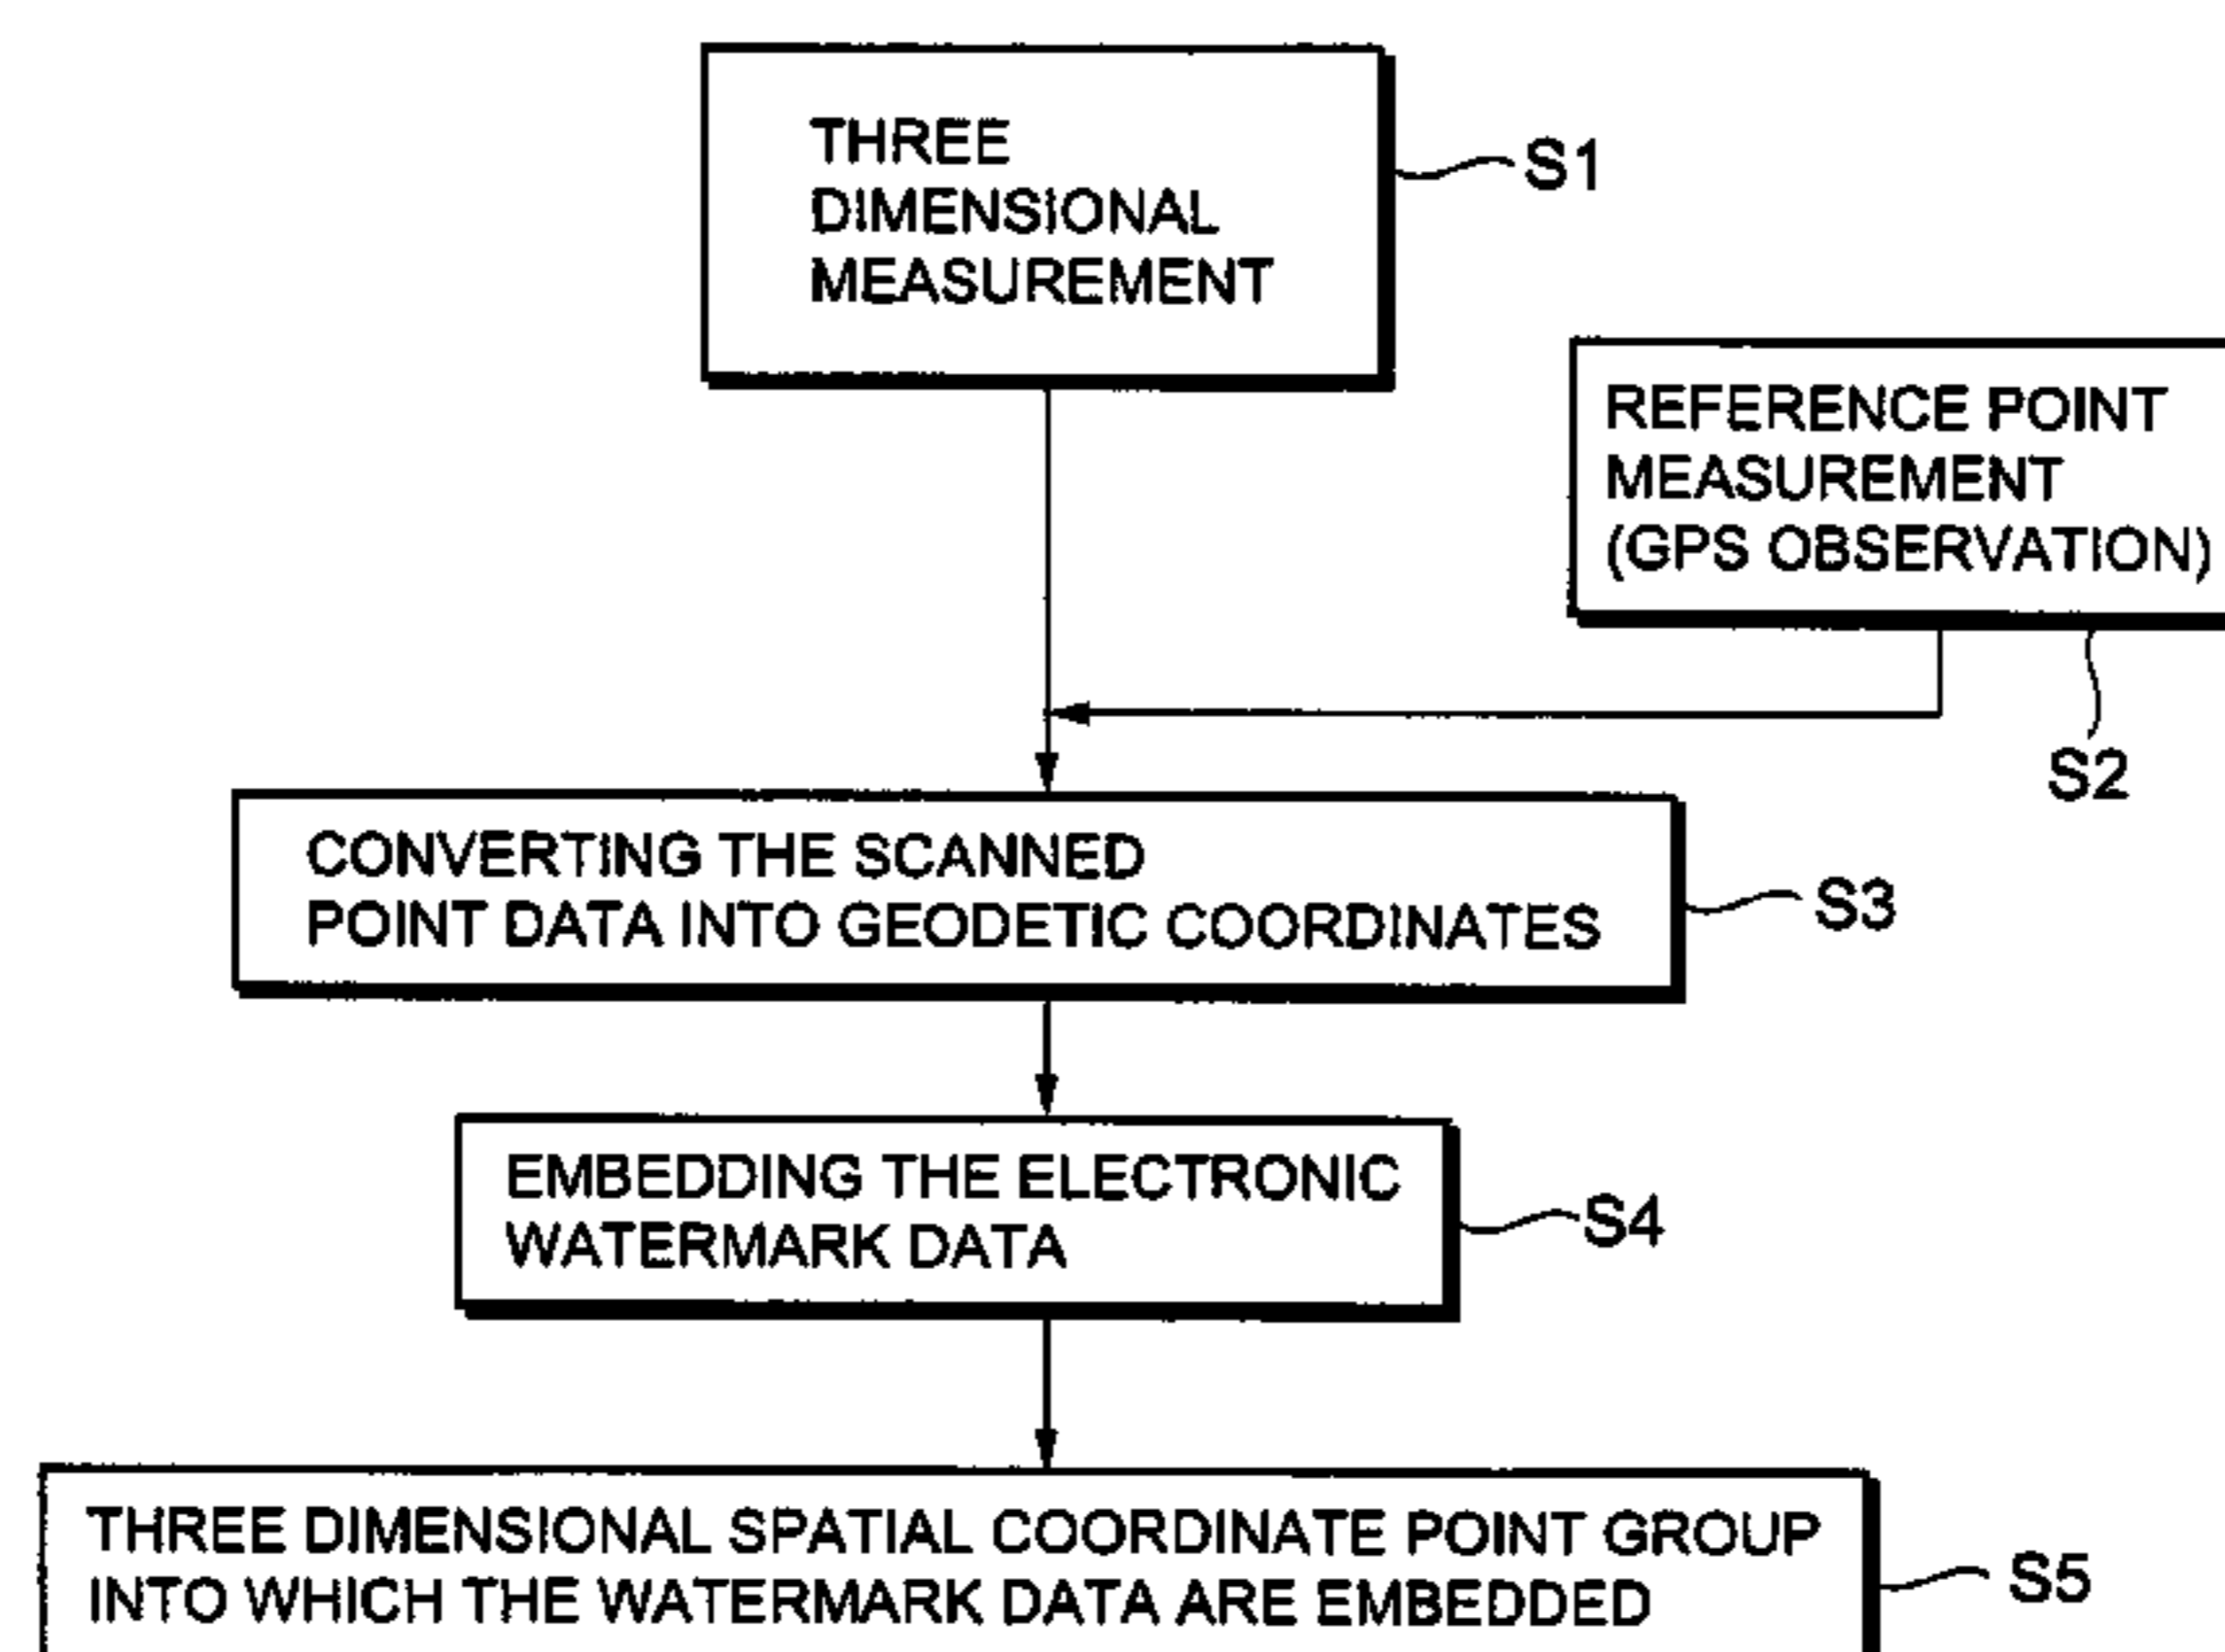 THREE
DIMENSIONAL
MEASUREMENT
S1
REFERENCE POINT
MEASUREMENT
(GPS OBSERVATION)
S2
CONVERTING THE SCANNED
POINT DATA INTO GEODETIC COORDINATES
S3
EMBEDDING THE ELECTRONIC
WATERMARK DATA
S4
THREE DIMENSIONAL SPATIAL COORDINATE POINT GROUP
INTO WHICH THE WATERMARK DATA ARE EMBEDDED
S5